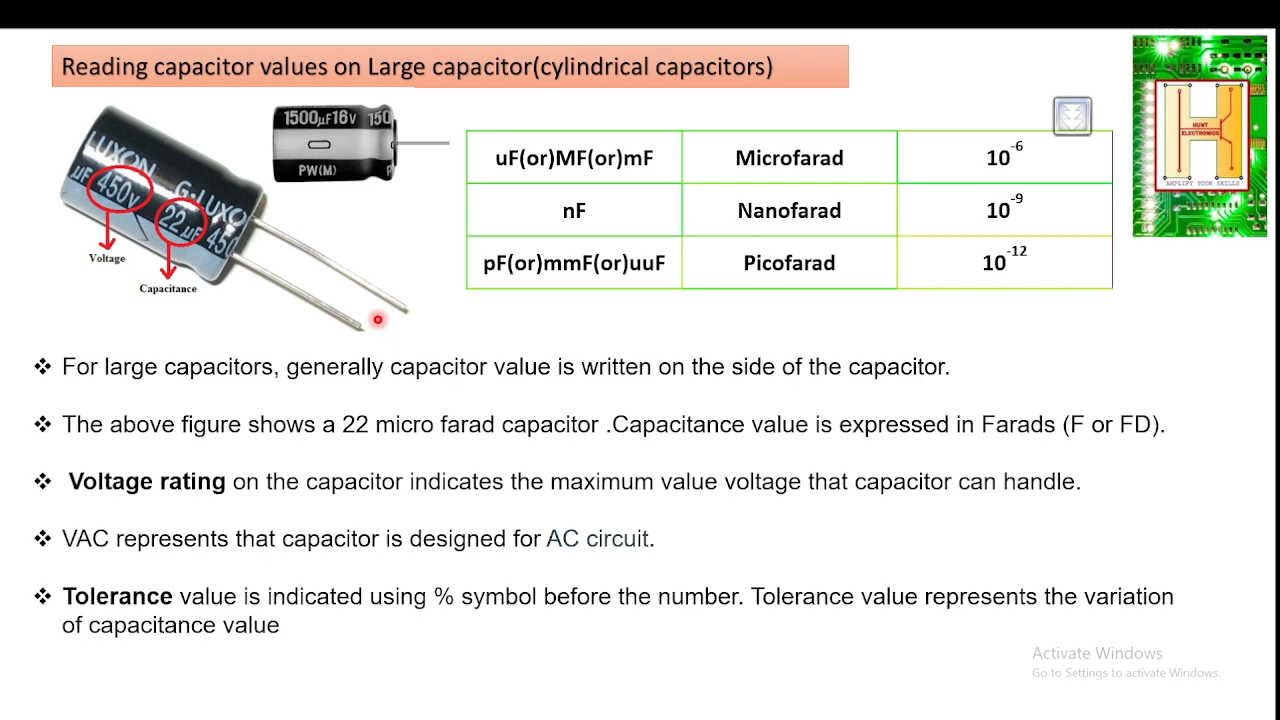 Reading capacitor values on Large capacitor(cylindrical capacitors)
LUXON
µF 450v
G·LUXO
22µF 450
Voltage
Capacitance
1500µF16v 150
PW(M)
P
uF(or)MF(or)mF Microfarad 10-6
nF Nanofarad 10-9
pF(or)mmF(or)uuF Picofarad 10-12
HUNT
ELECTRONICS
AMPLIFY YOUR SKILLS
❖ For large capacitors, generally capacitor value is written on the side of the capacitor.
❖ The above figure shows a 22 micro farad capacitor .Capacitance value is expressed in Farads (F or FD).
❖ Voltage rating on the capacitor indicates the maximum value voltage that capacitor can handle.
❖ VAC represents that capacitor is designed for AC circuit.
❖ Tolerance value is indicated using % symbol before the number. Tolerance value represents the variation
of capacitance value
Activate Windows
Go to Settings to activate Windows.